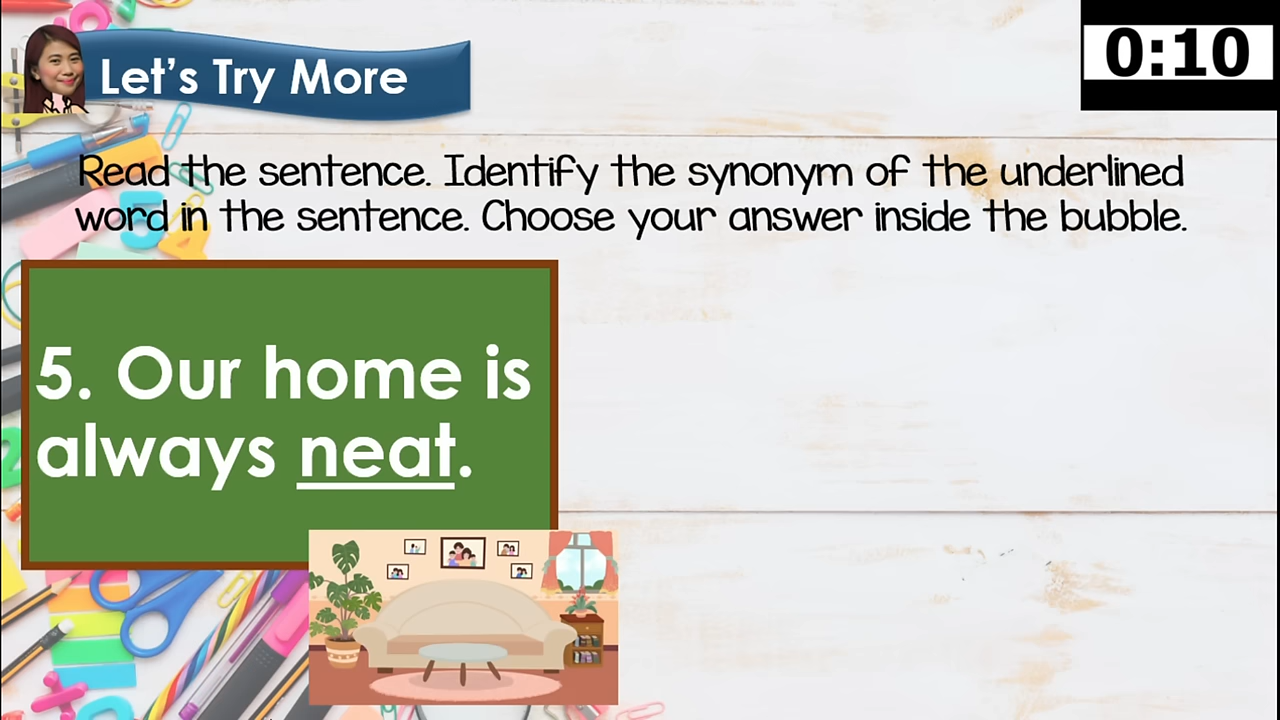 Let's Try More
0:10
Read the sentence. Identify the synonym of the underlined
word in the sentence. Choose your answer inside the bubble.
5. Our home is
always neat.